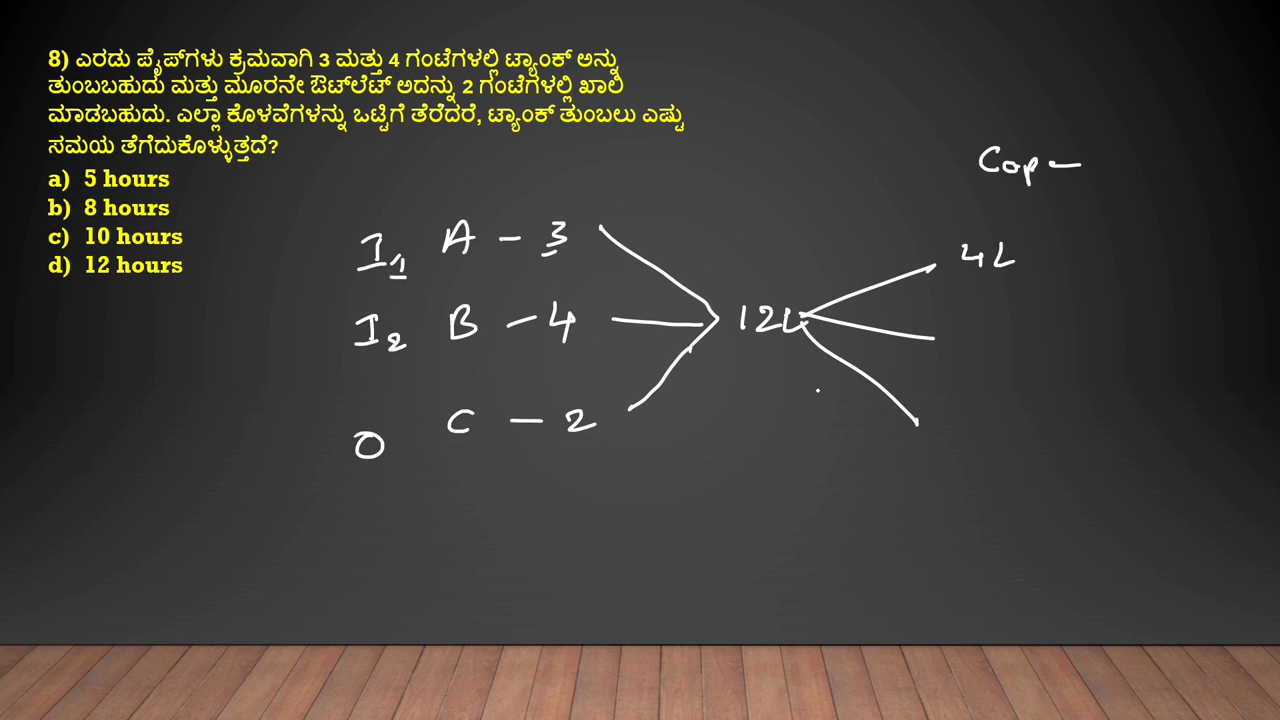 8) ಎರಡು ಪೈಪ್‌ಗಳು ಕ್ರಮವಾಗಿ 3 ಮತ್ತು 4 ಗಂಟೆಗಳಲ್ಲಿ ಟ್ಯಾಂಕ್ ಅನ್ನು
ತುಂಬಬಹುದು ಮತ್ತು ಮೂರನೇ ಔಟ್‌ಲೆಟ್ ಅದನ್ನು 2 ಗಂಟೆಗಳಲ್ಲಿ ಖಾಲಿ
ಮಾಡಬಹುದು. ಎಲ್ಲಾ ಕೊಳವೆಗಳನ್ನು ಒಟ್ಟಿಗೆ ತೆರೆದರೆ, ಟ್ಯಾಂಕ್ ತುಂಬಲು ಎಷ್ಟು
ಸಮಯ ತೆಗೆದುಕೊಳ್ಳುತ್ತದೆ?
a) 5 hours
b) 8 hours
c) 10 hours
d) 12 hours
Cap –
I1 A – 3
4L
I2 B – 4 12L
O C – 2